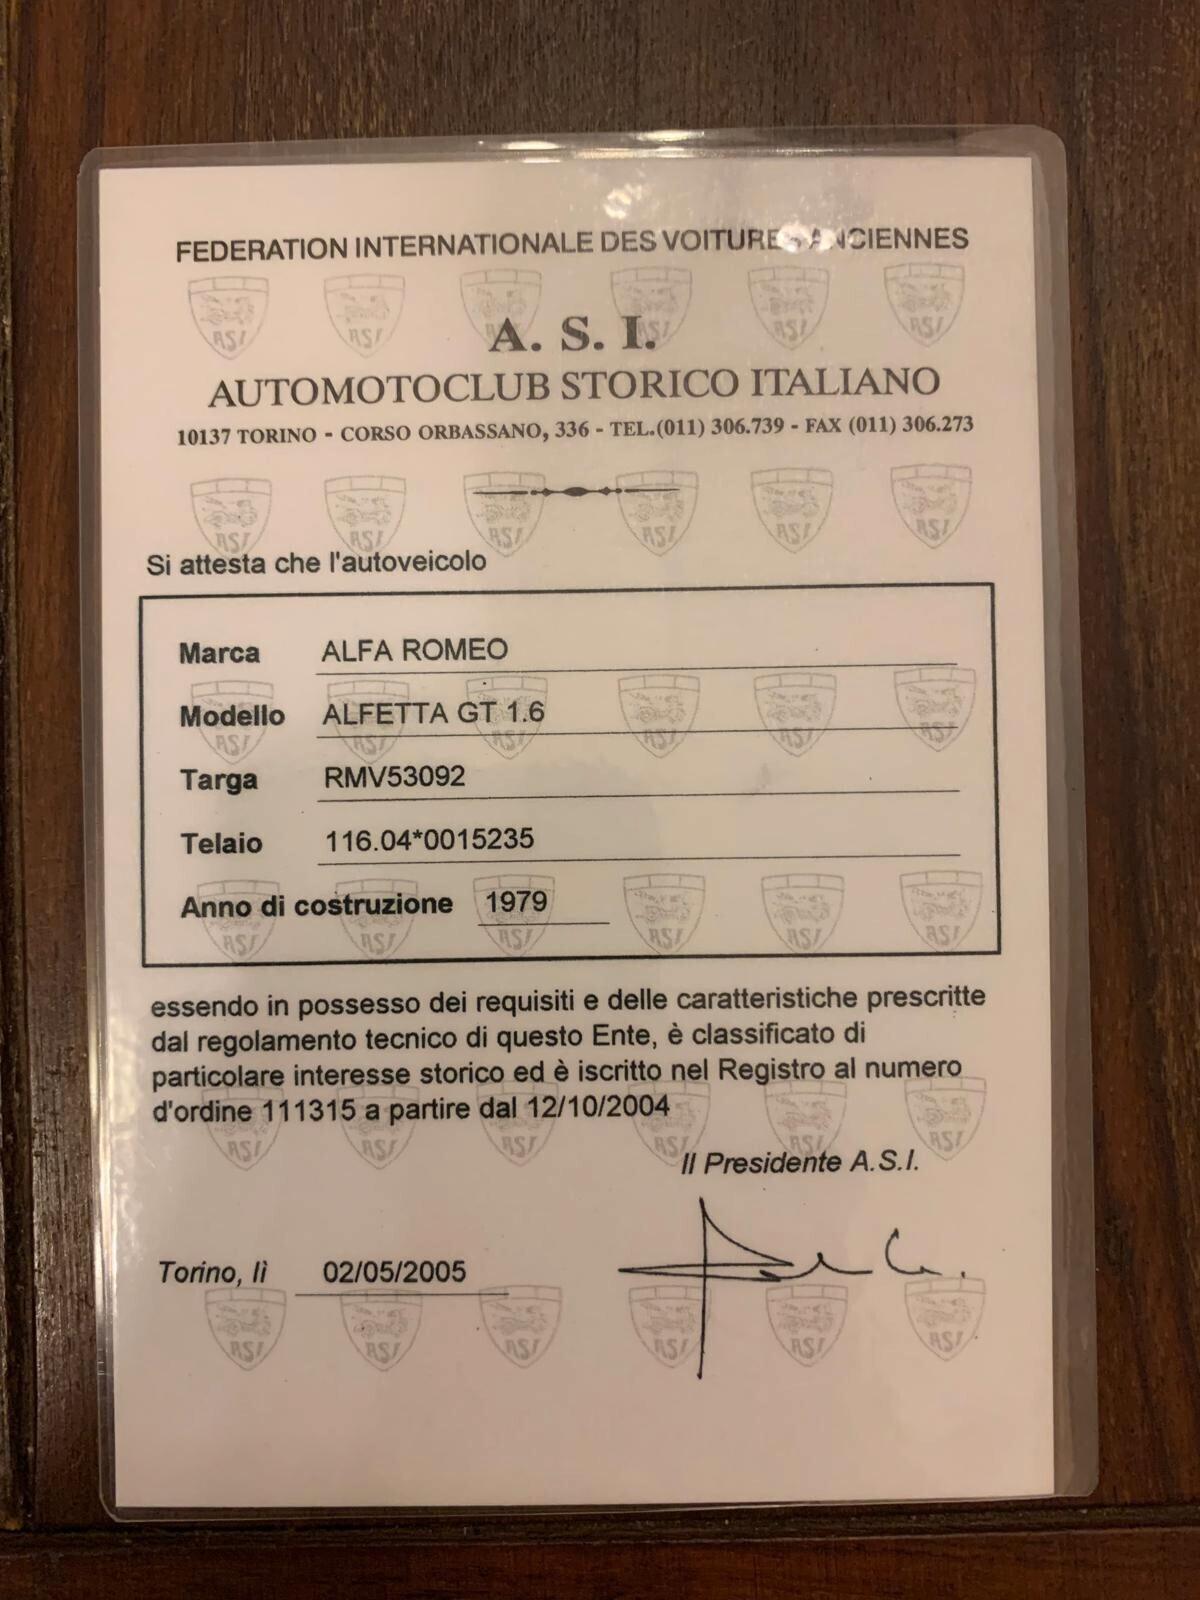 FEDERATION INTERNATIONALE DES VOITURES ANCIENNES
A. S. I.
AUTOMOTOCLUB STORICO ITALIANO
10137 TORINO - CORSO ORBASSANO, 336 - TEL.(011) 306.739 - FAX (011) 306.273
Si attesta che l'autoveicolo
Marca ALFA ROMEO
Modello ALFETTA GT 1.6
Targa RMV53092
Telaio 116.04*0015235
Anno di costruzione 1979
essendo in possesso dei requisiti e delle caratteristiche prescritte
dal regolamento tecnico di questo Ente, è classificato di
particolare interesse storico ed è iscritto nel Registro al numero
d'ordine 111315 a partire dal 12/10/2004
Il Presidente A.S.I.
Torino, lì 02/05/2005